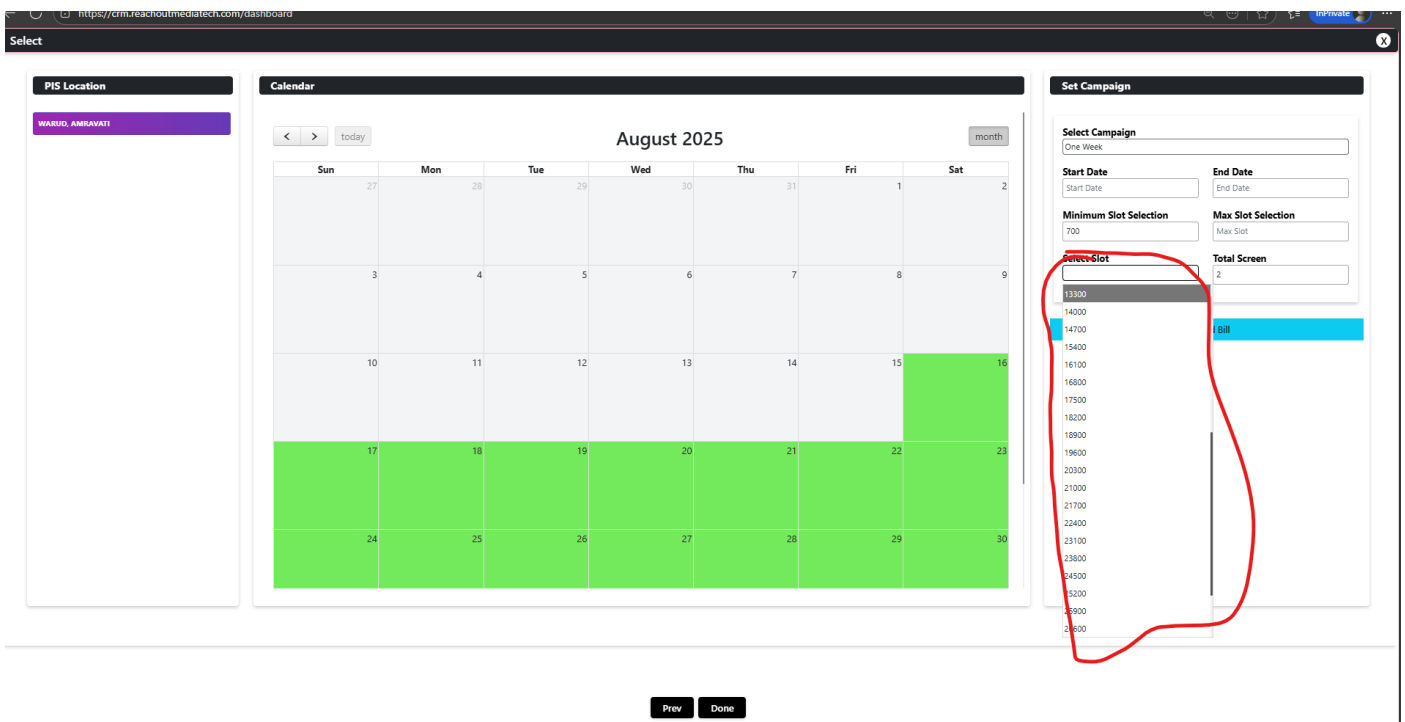 https://crm.reachoutmediatech.com/dashboard
InPrivate
Select
X
PIS Location
WARUD, AMRAVATI
Calendar
today
August 2025
month
Sun Mon Tue Wed Thu Fri Sat
27 28 29 30 31 1 2
3 4 5 6 7 8 9
10 11 12 13 14 15 16
17 18 19 20 21 22 23
24 25 26 27 28 29 30
Set Campaign
Select Campaign
One Week
Start Date End Date
Start Date End Date
Minimum Slot Selection Max Slot Selection
700 Max Slot
Select Slot Total Screen
2
13300
14000
14700
Bill
15400
16100
16800
17500
18200
18900
19600
20300
21000
21700
22400
23100
23800
24500
25200
25900
26600
Prev Done